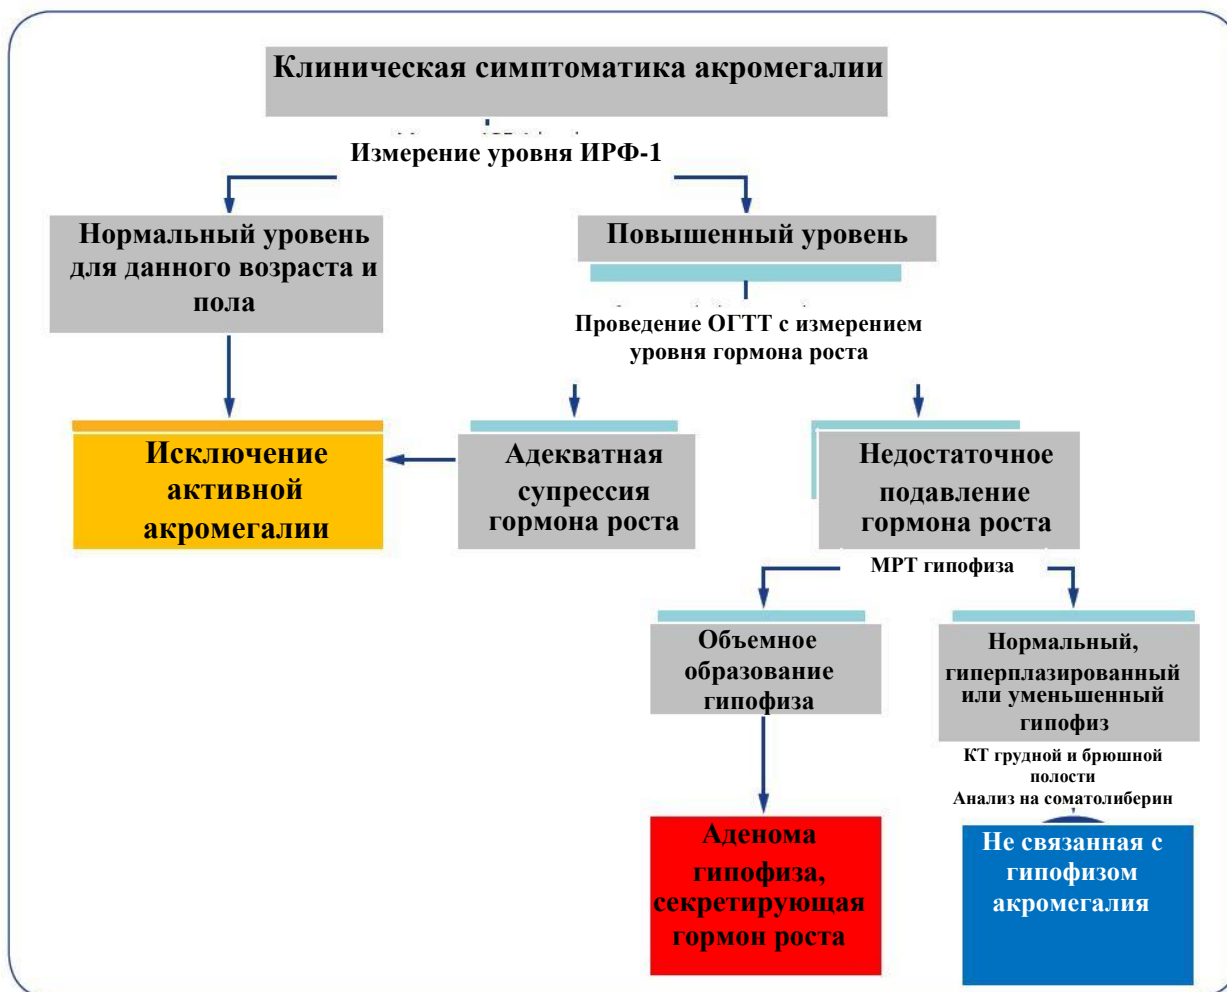 Клиническая симптоматика акромегалии
Измерение уровня ИРФ-1
Нормальный уровень
для данного возраста и
пола
Повышенный уровень
Проведение ОГТТ с измерением
уровня гормона роста
Исключение
активной
акромегалии
Адекватная
супрессия
гормона роста
Недостаточное
подавление
гормона роста
МРТ гипофиза
Объемное
образование
гипофиза
Нормальный,
гиперплазированный
или уменьшенный
гипофиз
КТ грудной и брюшной
полости
Анализ на соматолиберин
Аденома
гипофиза,
секретирующая
гормон роста
Не связанная с
гипофизом
акромегалия